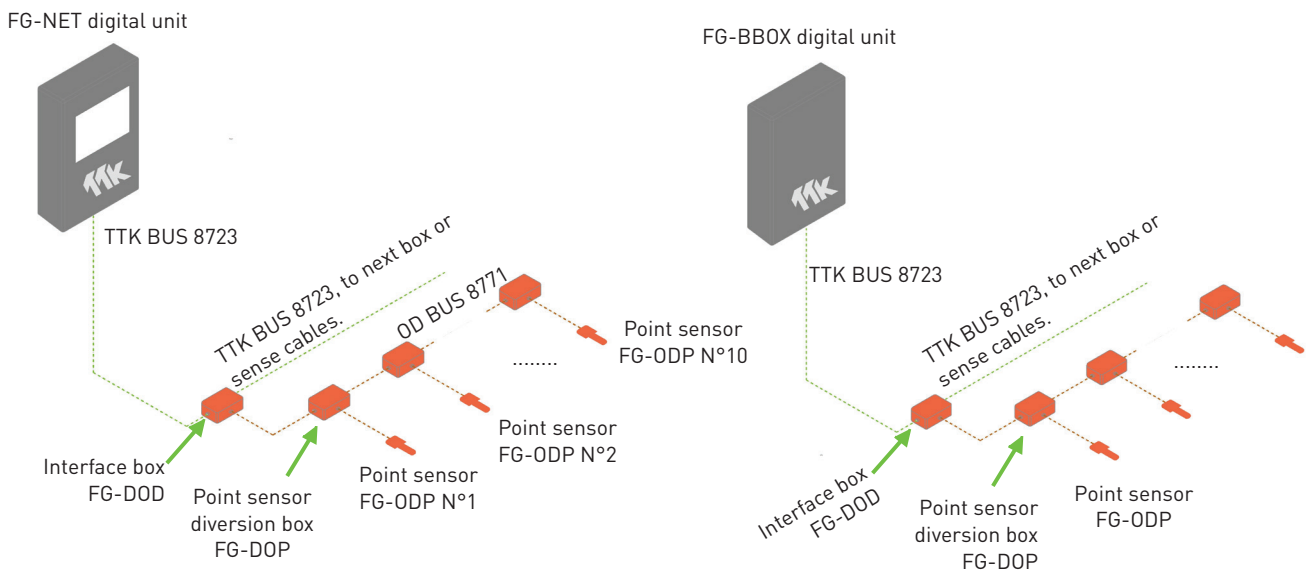 FG-NET digital unit
TTK
TTK BUS 8723
TTK BUS 8723, to next box or
sense cables.
OD BUS 8771
Point sensor
FG-ODP N°10
........
Point sensor
FG-ODP N°2
Point sensor
FG-ODP N°1
Interface box
FG-DOD
Point sensor
diversion box
FG-DOP
FG-BBOX digital unit
TTK
TTK BUS 8723
TTK BUS 8723, to next box or
sense cables.
........
Interface box
FG-DOD
Point sensor
diversion box
FG-DOP
Point sensor
FG-ODP